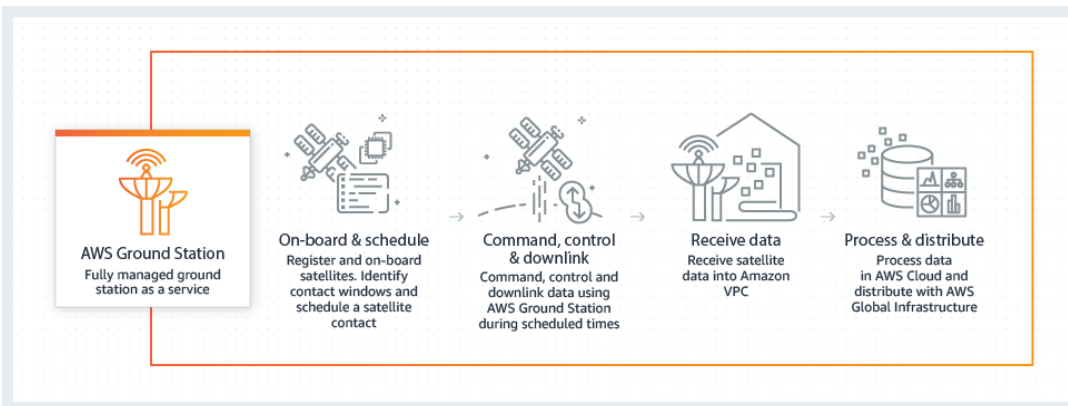 AWS Ground Station
Fully managed ground
station as a service
On-board & schedule
Register and on-board
satellites. Identify
contact windows and
schedule a satellite
contact
Command, control
& downlink
Command, control and
downlink data using
AWS Ground Station
during scheduled times
Receive data
Receive satellite
data into Amazon
VPC
Process & distribute
Process data
in AWS Cloud and
distribute with AWS
Global Infrastructure